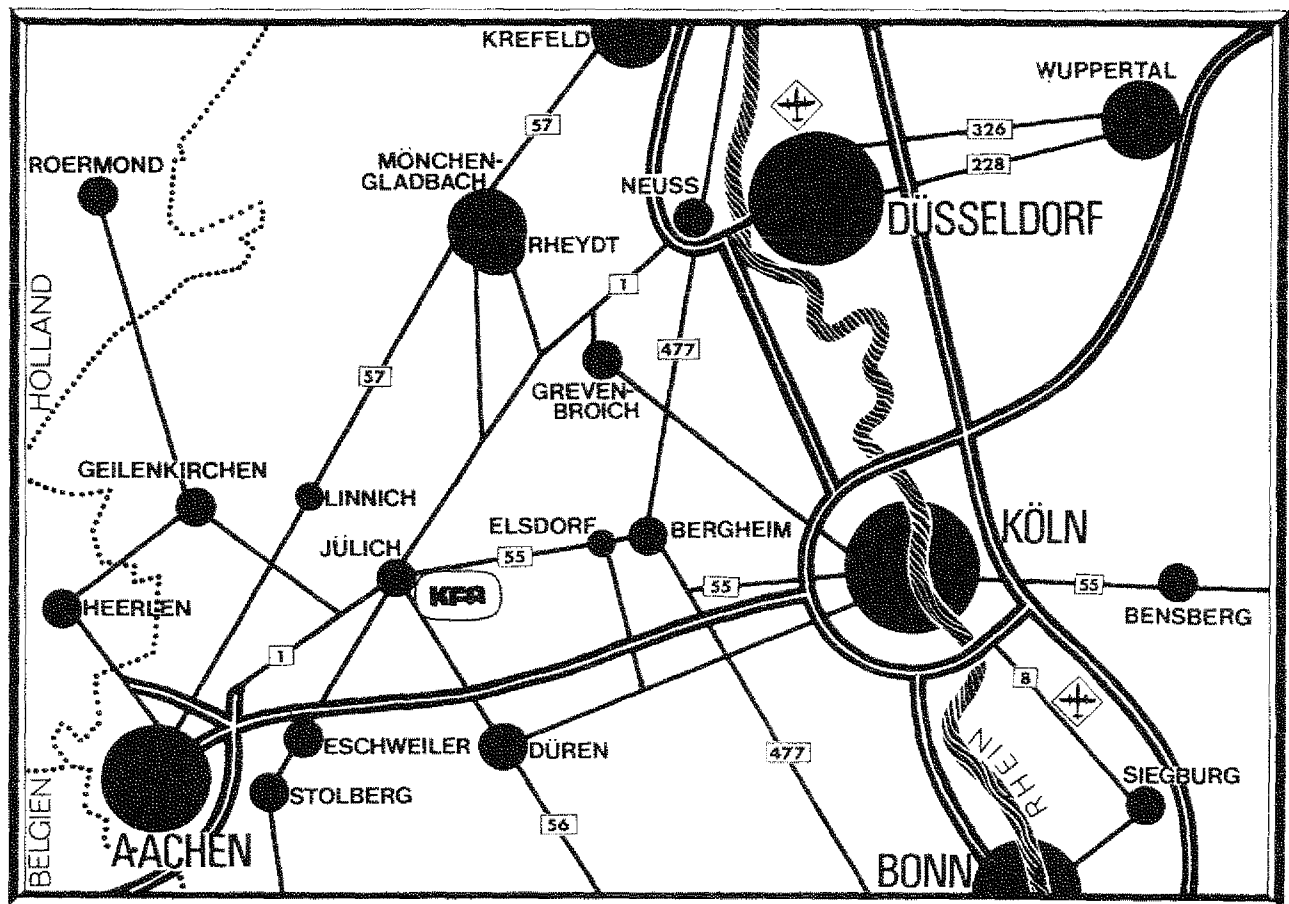 KREFELD
WUPPERTAL
57
326
ROERMOND
MÖNCHEN-
GLADBACH
228
NEUSS
DÜSSELDORF
RHEYDT
HOLLAND
1
477
57
GREVEN-
BROICH
GEILENKIRCHEN
LINNICH
ELSDORF
BERGHEIM
KÖLN
JÜLICH
55
KFA
55
55
HEERLEN
BENSBERG
1
8
ESCHWEILER
DÜREN
477
RHEIN
SIEGBURG
STOLBERG
BELGIEN
56
AACHEN
BONN